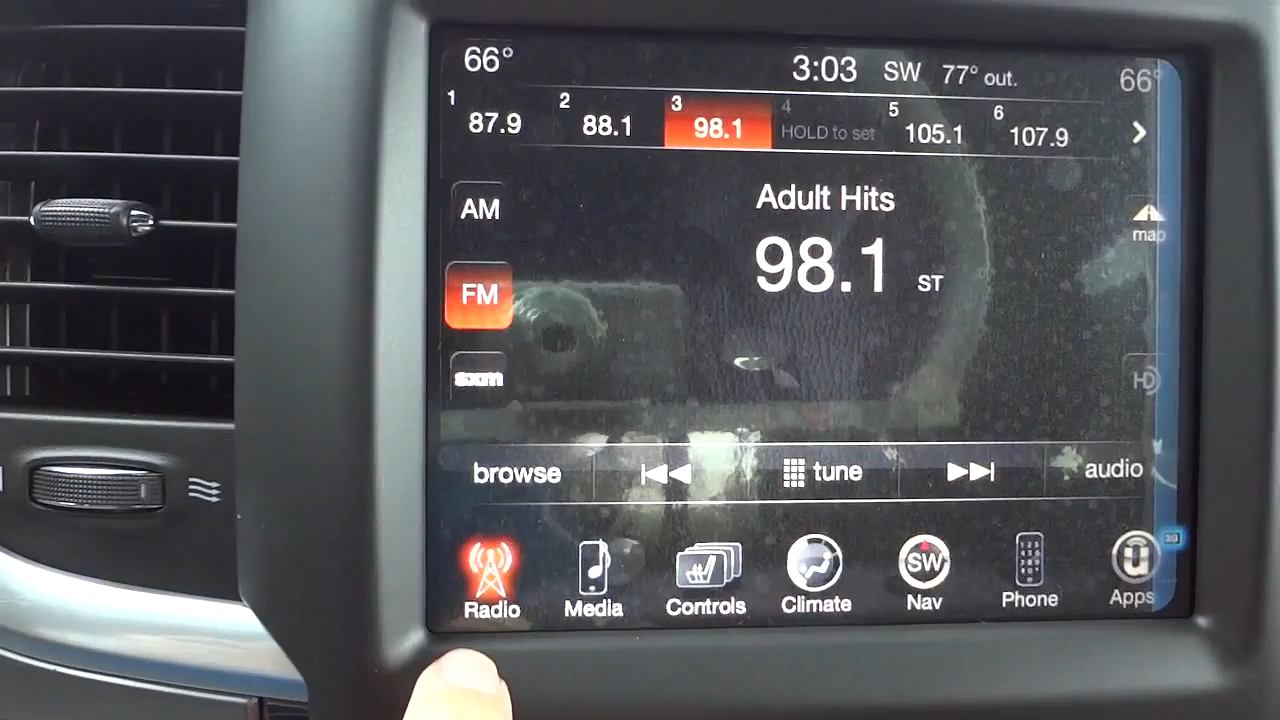 66° 3:03 SW 77° out. 66°
1 87.9 2 88.1 3 98.1 4 HOLD to set 5 105.1 6 107.9
Adult Hits
AM
98.1 ST
map
FM
sxm
HD
browse tune audio
SW
3G
Radio Media Controls Climate Nav Phone Apps